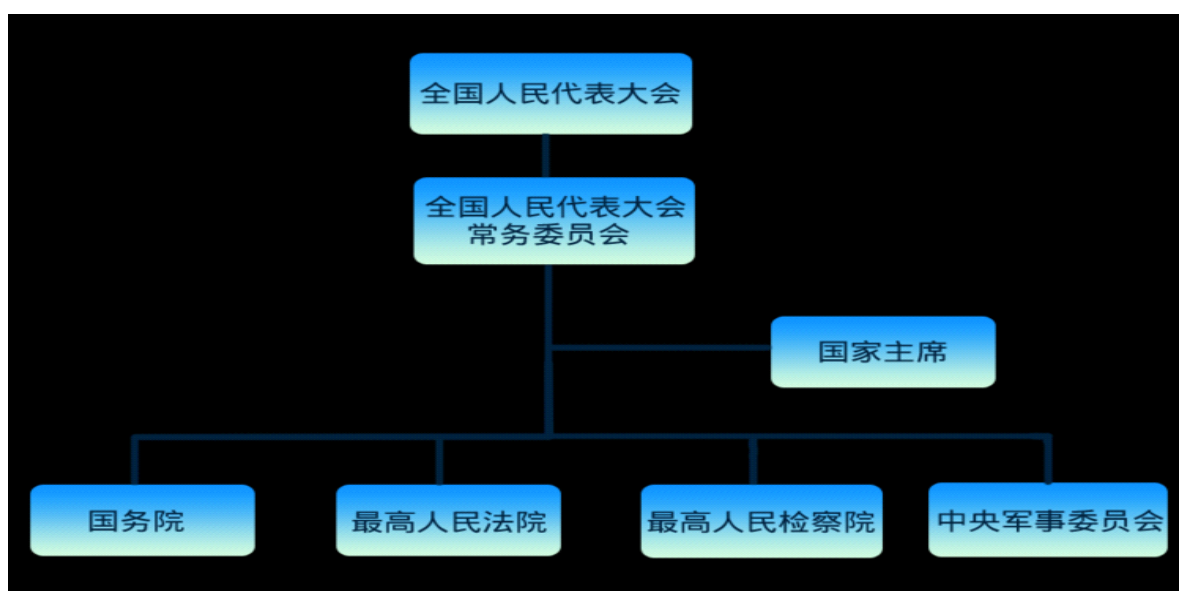 全国人民代表大会
全国人民代表大会
常务委员会
国家主席
国务院
最高人民法院
最高人民检察院
中央军事委员会